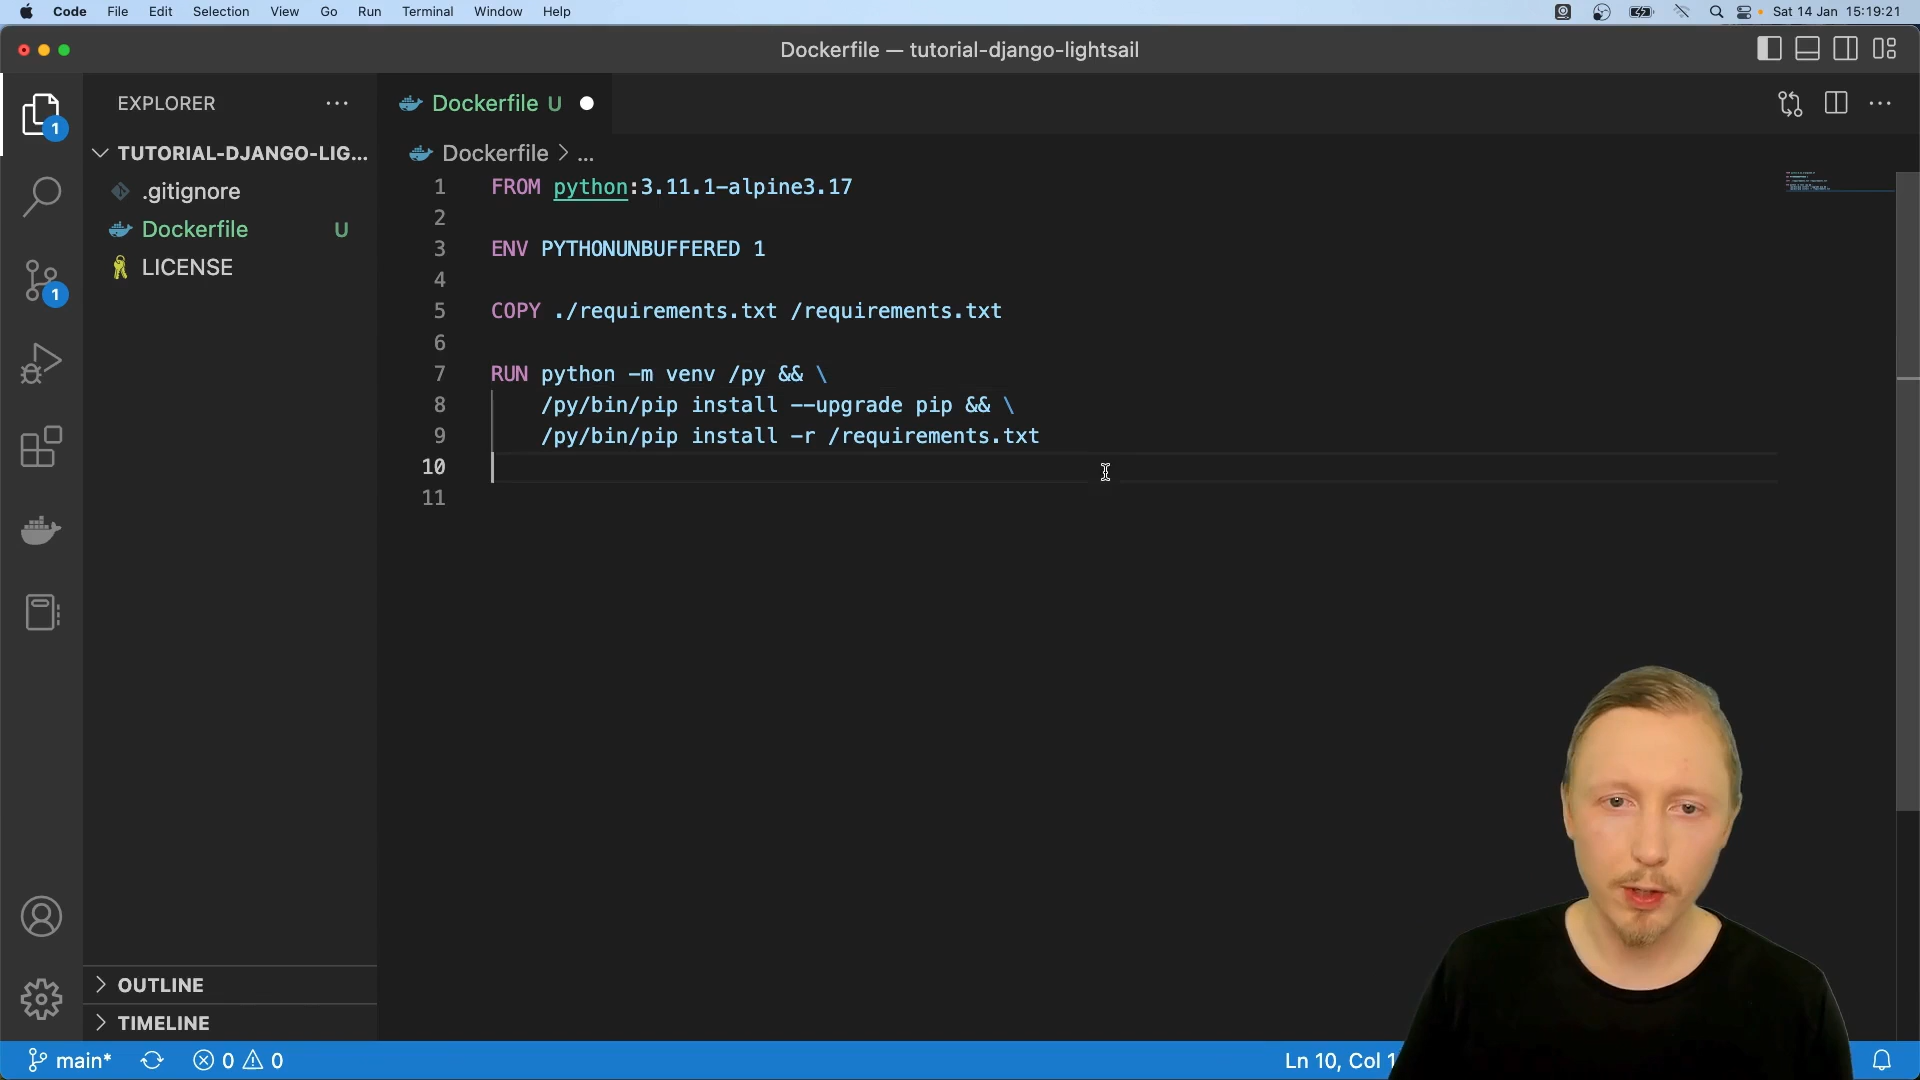 Code File Edit Selection View Go Run Terminal Window Help Sat 14 Jan 15:19:21
Dockerfile — tutorial-django-lightsail
EXPLORER
Dockerfile U
TUTORIAL-DJANGO-LIG...
Dockerfile > ...
.gitignore
Dockerfile U
LICENSE
1 FROM python:3.11.1-alpine3.17
2
3 ENV PYTHONUNBUFFERED 1
4
5 COPY ./requirements.txt /requirements.txt
6
7 RUN python -m venv /py && \
8 /py/bin/pip install --upgrade pip && \
9 /py/bin/pip install -r /requirements.txt
10
11
1
1
OUTLINE
TIMELINE
main* 0 0 Ln 10, Col 1